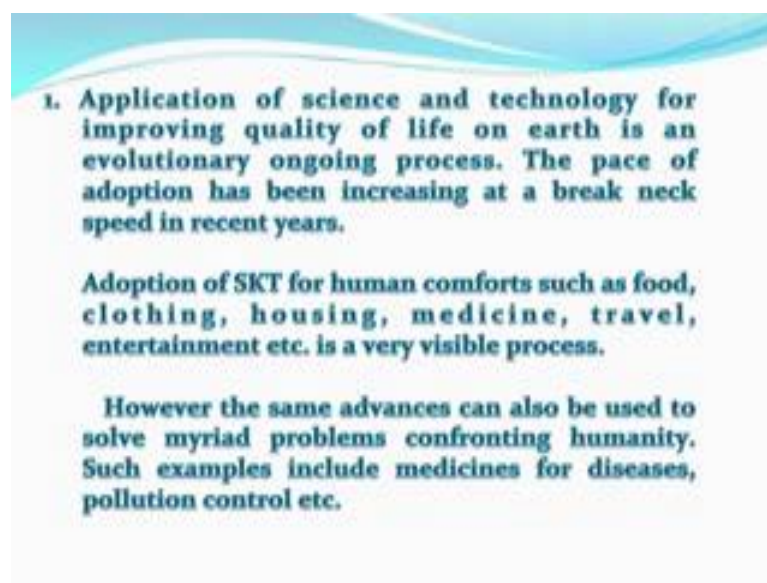 1. Application of science and technology for
improving quality of life on earth is an
evolutionary ongoing process. The pace of
adoption has been increasing at a break neck
speed in recent years.
Adoption of SKT for human comforts such as food,
clothing, housing, medicine, travel,
entertainment etc. is a very visible process.
However the same advances can also be used to
solve myriad problems confronting humanity.
Such examples include medicines for diseases,
pollution control etc.